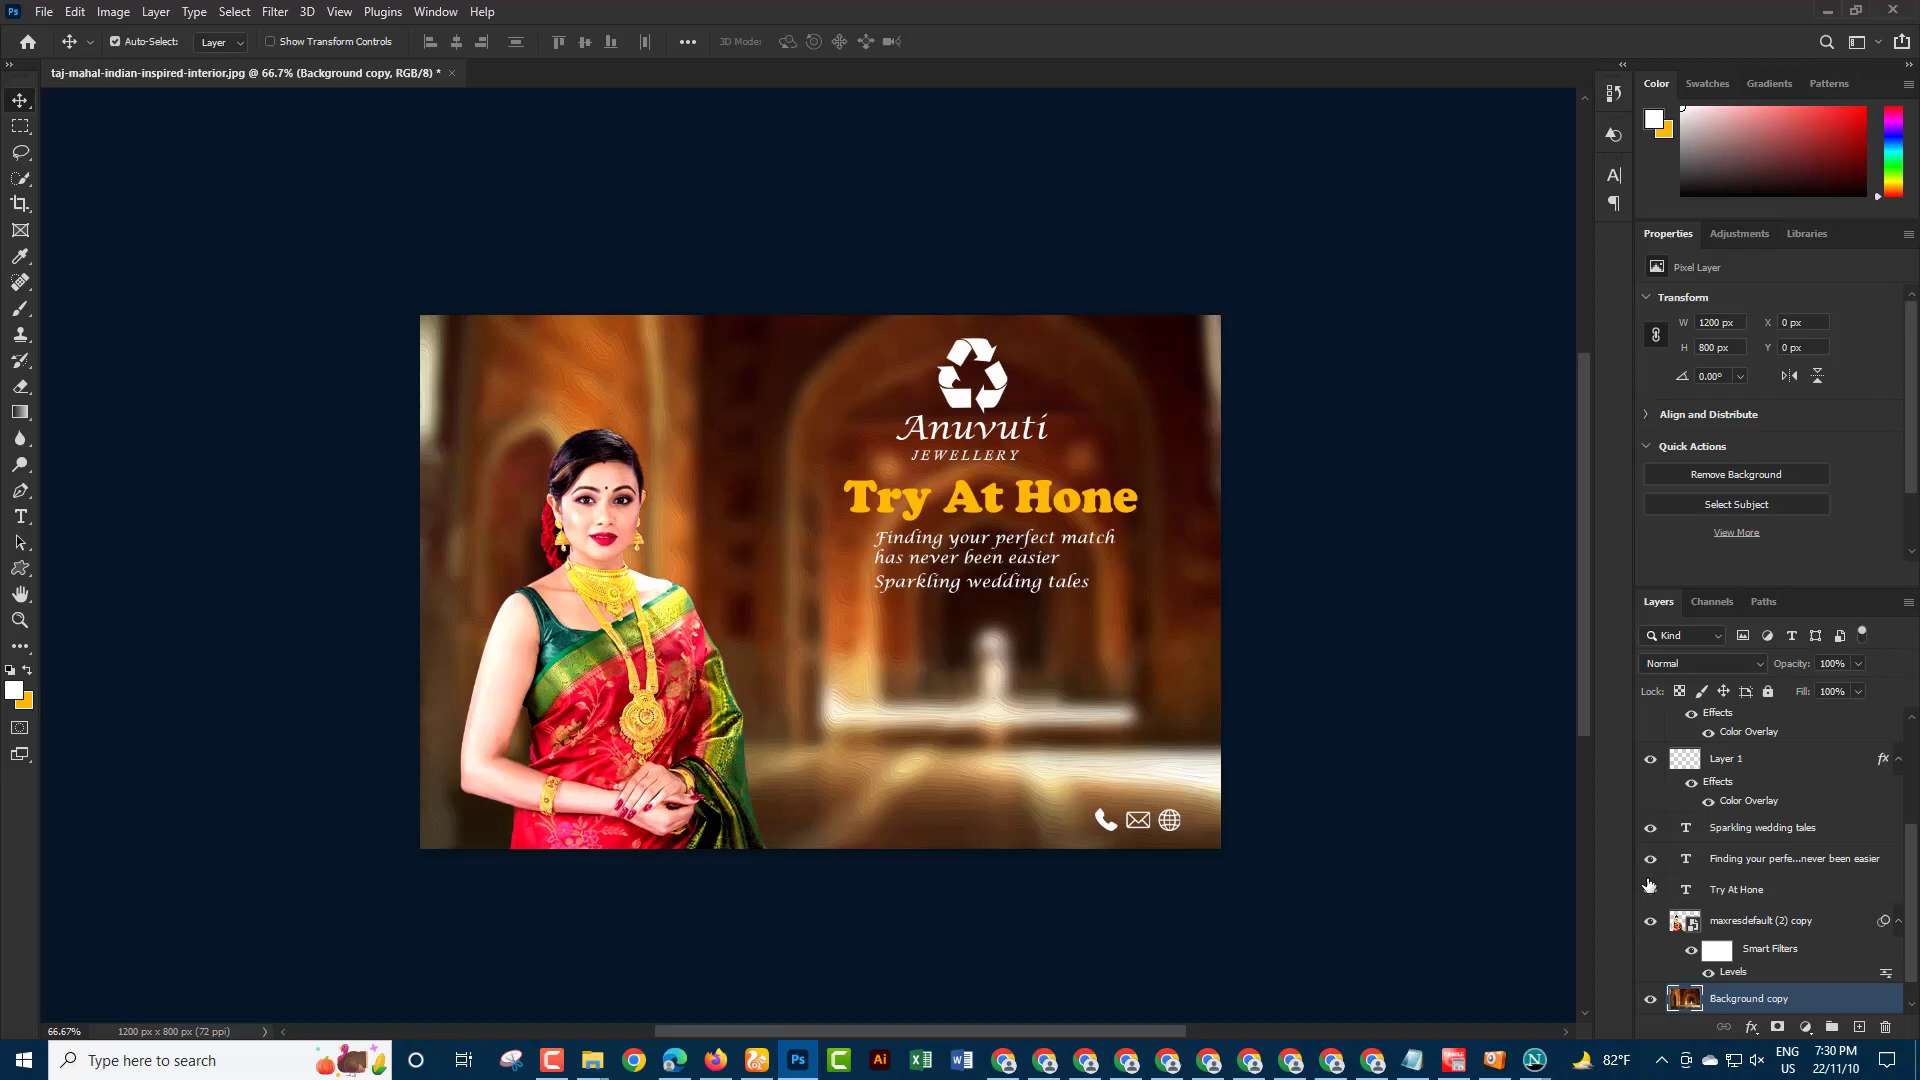 File Edit Image Layer Type Select Filter 3D View Plugins Window Help
Auto-Select: Layer Show Transform Controls 3D Mode:
taj-mahal-indian-inspired-interior.jpg @ 66.7% (Background copy, RGB/8) *
Anuvuti
JEWELLERY
Try At Hone
Finding your perfect match
has never been easier
Sparkling wedding tales
66.67% 1200 px x 800 px (72 ppi)
Color Swatches Gradients Patterns
Properties Adjustments Libraries
Pixel Layer
Transform
W 1200 px X 0 px
H 800 px Y 0 px
0.00°
Align and Distribute
Quick Actions
Remove Background
Select Subject
View More
Layers Channels Paths
Kind
Normal Opacity: 100%
Lock: Fill: 100%
Effects
Color Overlay
Layer 1 fx
Effects
Color Overlay
Sparkling wedding tales
Finding your perfe...never been easier
Try At Hone
maxresdefault (2) copy
Smart Filters
Levels
Background copy
Type here to search
82°F
ENG
US
7:30 PM
22/11/10